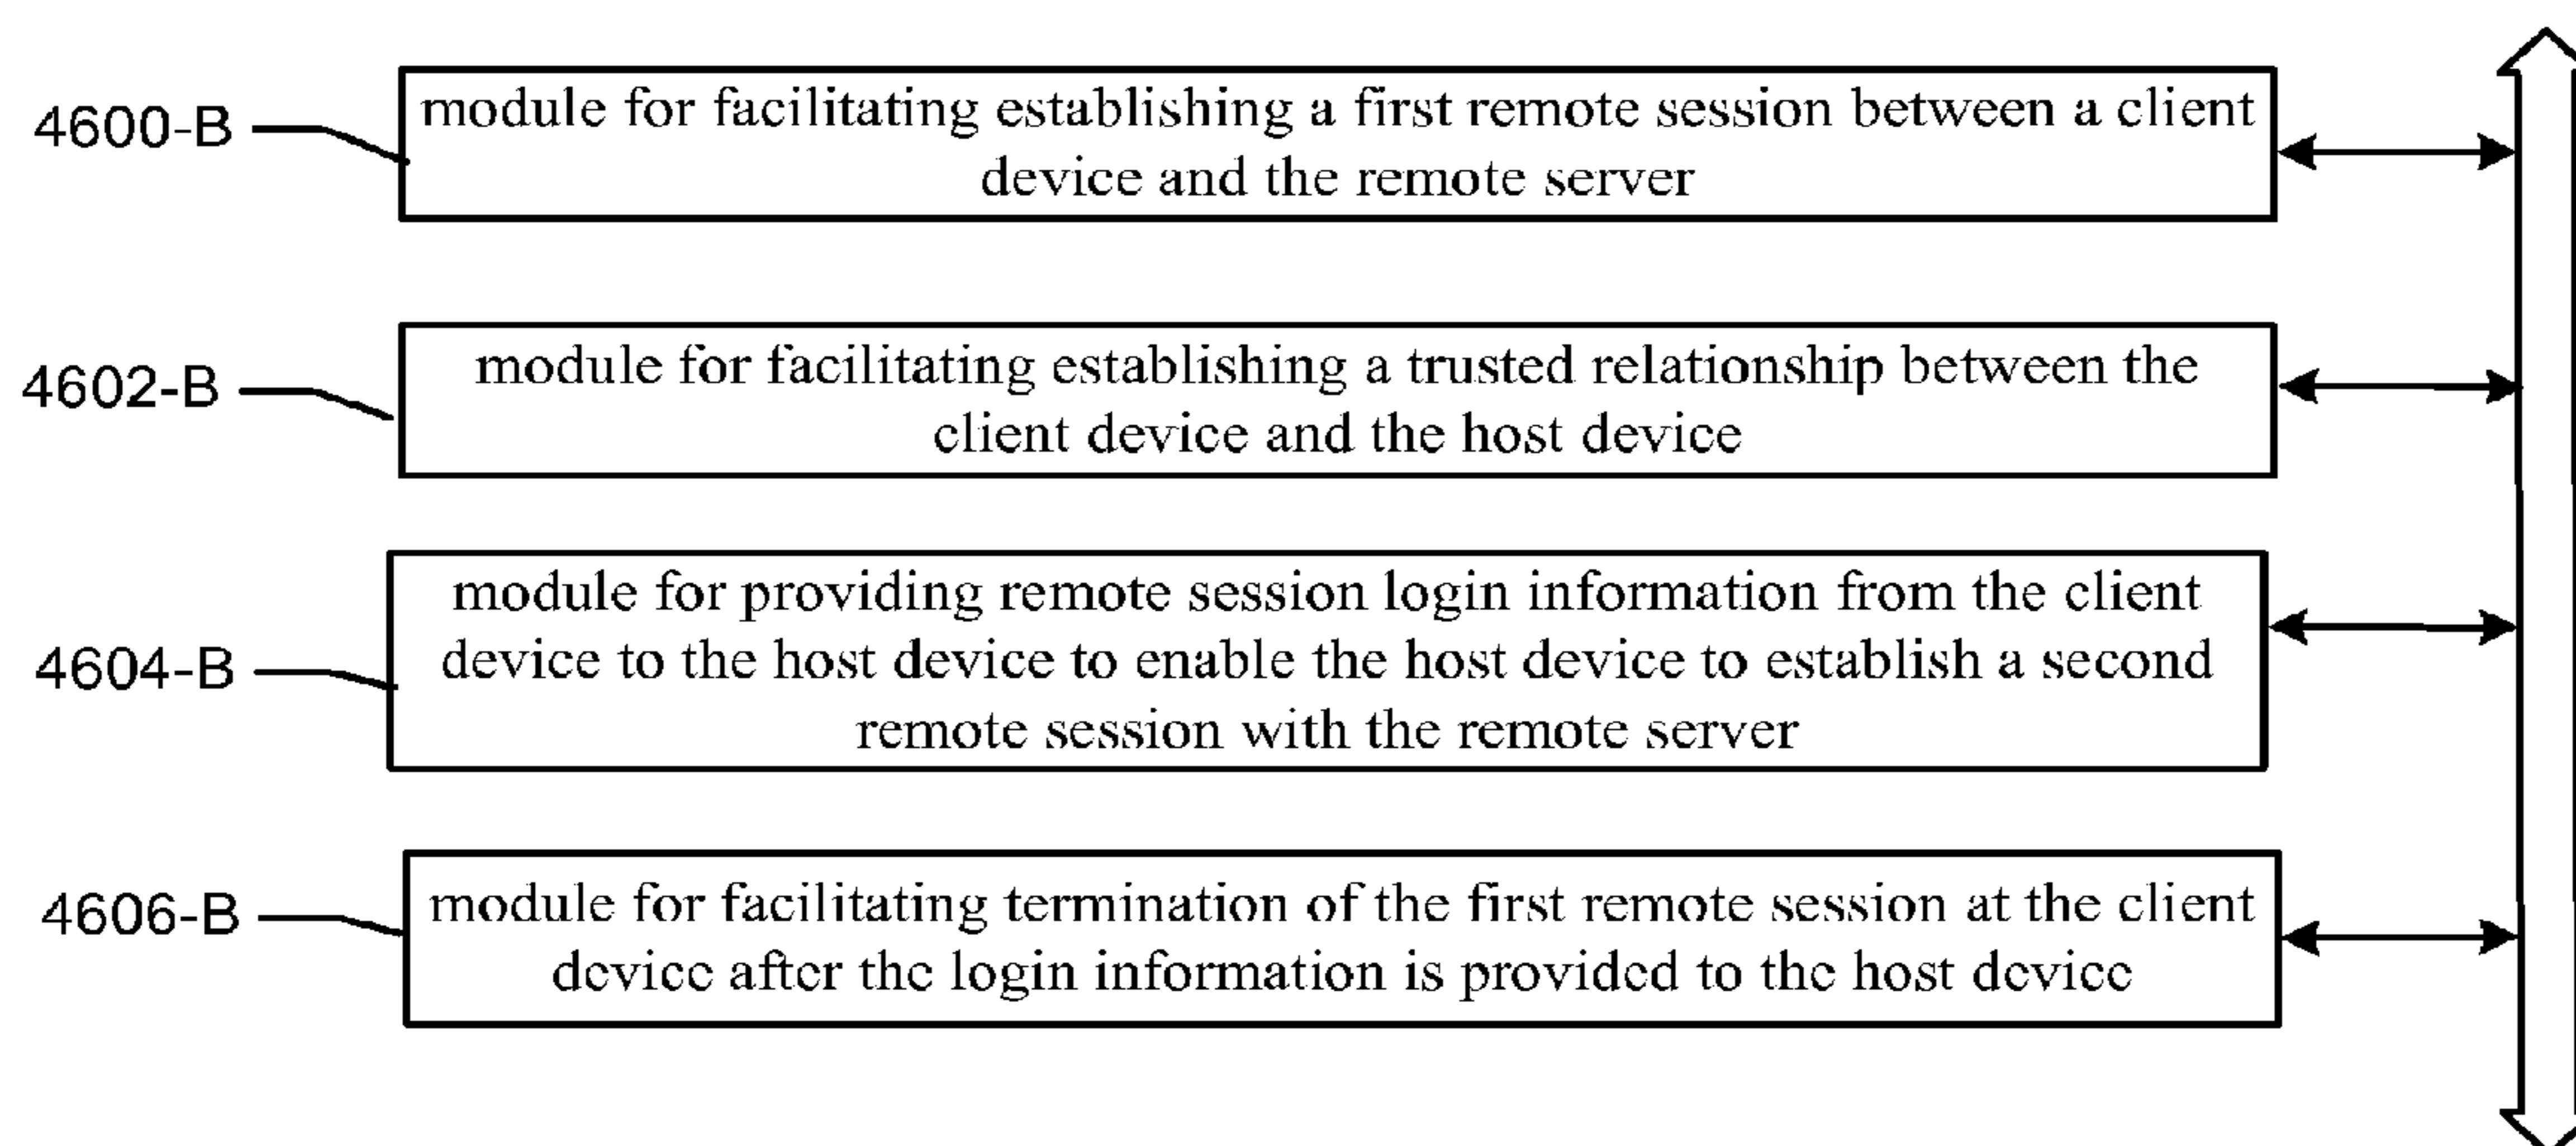 4600-B
module for facilitating establishing a first remote session between a client
device and the remote server
4602-B
module for facilitating establishing a trusted relationship between the
client device and the host device
4604-B
module for providing remote session login information from the client
device to the host device to enable the host device to establish a second
remote session with the remote server
4606-B
module for facilitating termination of the first remote session at the client
device after the login information is provided to the host device